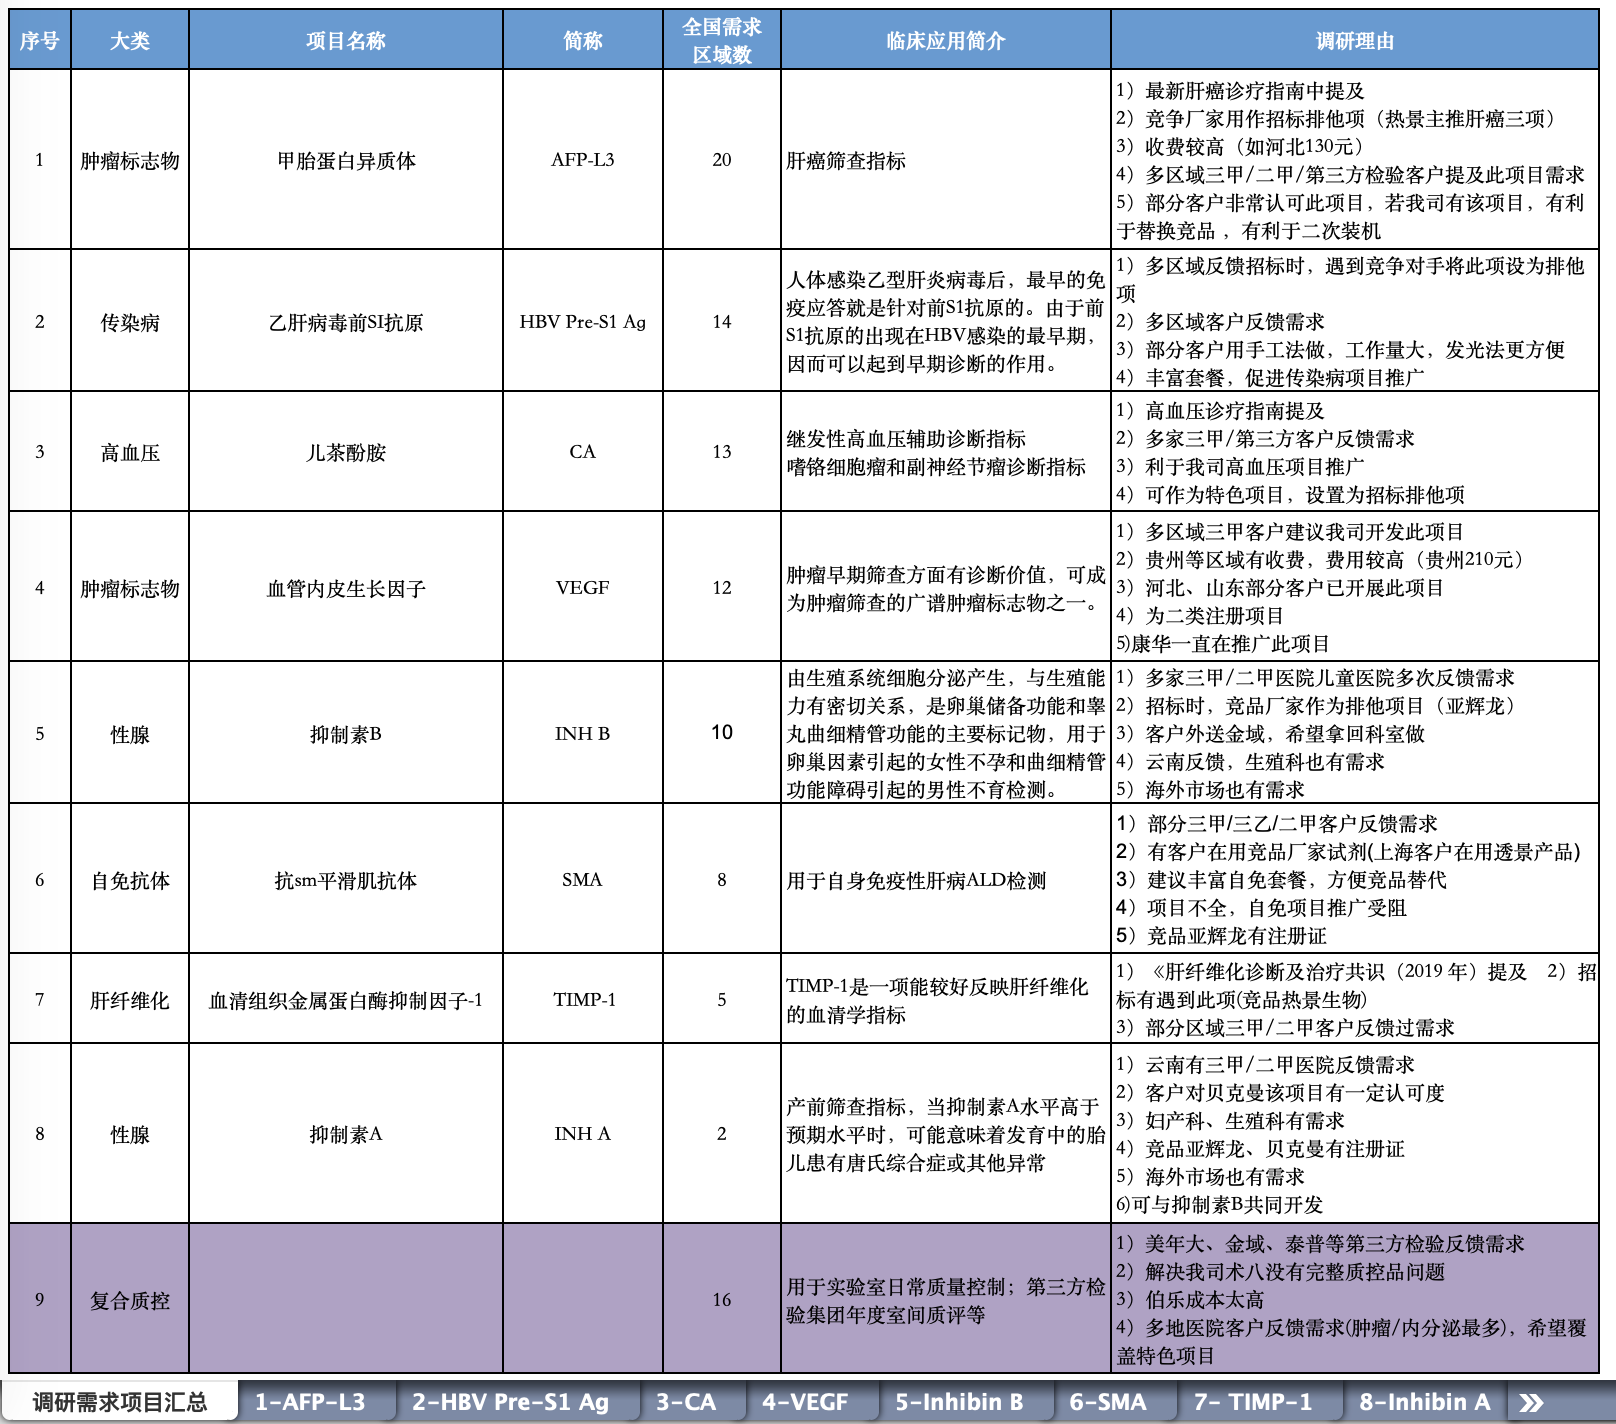 序号
大类
项目名称
简称
全国需求
区域数
临床应用简介
调研理由
1
肿瘤标志物
甲胎蛋白异质体
AFP-L3
20
肝癌筛查指标
1）最新肝癌诊疗指南中提及
2）竞争厂家用作招标排他项（热景主推肝癌三项）
3）收费较高（如河北130元）
4）多区域三甲/二甲/第三方检验客户提及此项目需求
5）部分客户非常认可此项目，若我司有该项目，有利
于替换竞品 ，有利于二次装机
2
传染病
乙肝病毒前SI抗原
HBV Pre-S1 Ag
14
人体感染乙型肝炎病毒后，最早的免
疫应答就是针对前S1抗原的。由于前
S1抗原的出现在HBV感染的最早期，
因而可以起到早期诊断的作用。
1）多区域反馈招标时，遇到竞争对手将此项设为排他
项
2）多区域客户反馈需求
3）部分客户用手工法做，工作量大，发光法更方便
4）丰富套餐，促进传染病项目推广
3
高血压
儿茶酚胺
CA
13
继发性高血压辅助诊断指标
嗜铬细胞瘤和副神经节瘤诊断指标
1）高血压诊疗指南提及
2）多家三甲/第三方客户反馈需求
3）利于我司高血压项目推广
4）可作为特色项目，设置为招标排他项
4
肿瘤标志物
血管内皮生长因子
VEGF
12
肿瘤早期筛查方面有诊断价值，可成
为肿瘤筛查的广谱肿瘤标志物之一。
1）多区域三甲客户建议我司开发此项目
2）贵州等区域有收费，费用较高（贵州210元）
3）河北、山东部分客户已开展此项目
4）为二类注册项目
5)康华一直在推广此项目
5
性腺
抑制素B
INH B
10
由生殖系统细胞分泌产生，与生殖能
力有密切关系，是卵巢储备功能和睾
丸曲细精管功能的主要标记物，用于
卵巢因素引起的女性不孕和曲细精管
功能障碍引起的男性不育检测。
1）多家三甲/二甲医院儿童医院多次反馈需求
2）招标时，竞品厂家作为排他项目（亚辉龙）
3）客户外送金域，希望拿回科室做
4）云南反馈，生殖科也有需求
5）海外市场也有需求
6
自免抗体
抗sm平滑肌抗体
SMA
8
用于自身免疫性肝病ALD检测
1）部分三甲/三乙/二甲客户反馈需求
2）有客户在用竞品厂家试剂(上海客户在用透景产品)
3）建议丰富自免套餐，方便竞品替代
4）项目不全，自免项目推广受阻
5）竞品亚辉龙有注册证
7
肝纤维化
血清组织金属蛋白酶抑制因子-1
TIMP-1
5
TIMP-1是一项能较好反映肝纤维化
的血清学指标
1）《肝纤维化诊断及治疗共识（2019 年）提及 2）招
标有遇到此项(竞品热景生物)
3）部分区域三甲/二甲客户反馈过需求
8
性腺
抑制素A
INH A
2
产前筛查指标，当抑制素A水平高于
预期水平时，可能意味着发育中的胎
儿患有唐氏综合症或其他异常
1）云南有三甲/二甲医院反馈需求
2）客户对贝克曼该项目有一定认可度
3）妇产科、生殖科有需求
4）竞品亚辉龙、贝克曼有注册证
5）海外市场也有需求
6)可与抑制素B共同开发
9
复合质控
16
用于实验室日常质量控制；第三方检
验集团年度室间质评等
1）美年大、金域、泰普等第三方检验反馈需求
2）解决我司术八没有完整质控品问题
3）伯乐成本太高
4）多地医院客户反馈需求(肿瘤/内分泌最多)，希望覆
盖特色项目
调研需求项目汇总
1-AFP-L3
2-HBV Pre-S1 Ag
3-CA
4-VEGF
5-Inhibin B
6-SMA
7- TIMP-1
8-Inhibin A